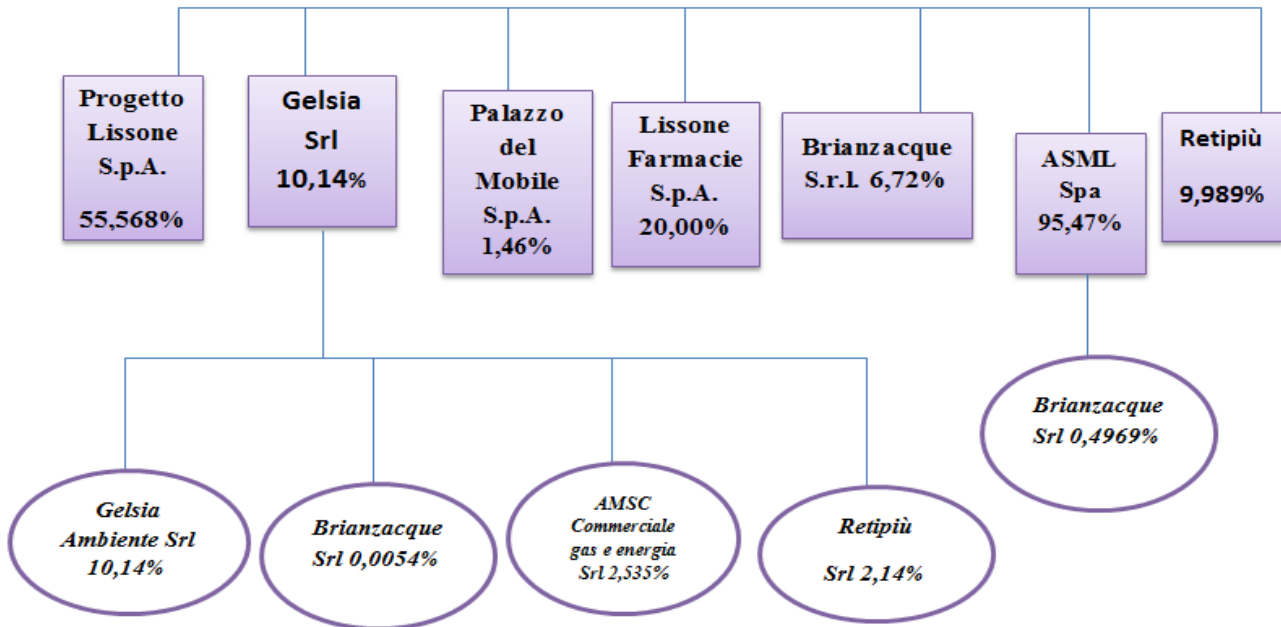 Progetto
Lissone
S.p.A.
55,568%
Gelsia
Srl
10,14%
Palazzo
del
Mobile
S.p.A.
1,46%
Lissone
Farmacie
S.p.A.
20,00%
Brianzacque
S.r.l. 6,72%
ASML
Spa
95,47%
Retipiù
9,989%
Brianzacque
Srl 0,4969%
Gelsia
Ambiente Srl
10,14%
Brianzacque
Srl 0,0054%
AMSC
Commerciale
gas e energia
Srl 2,535%
Retipiù
Srl 2,14%